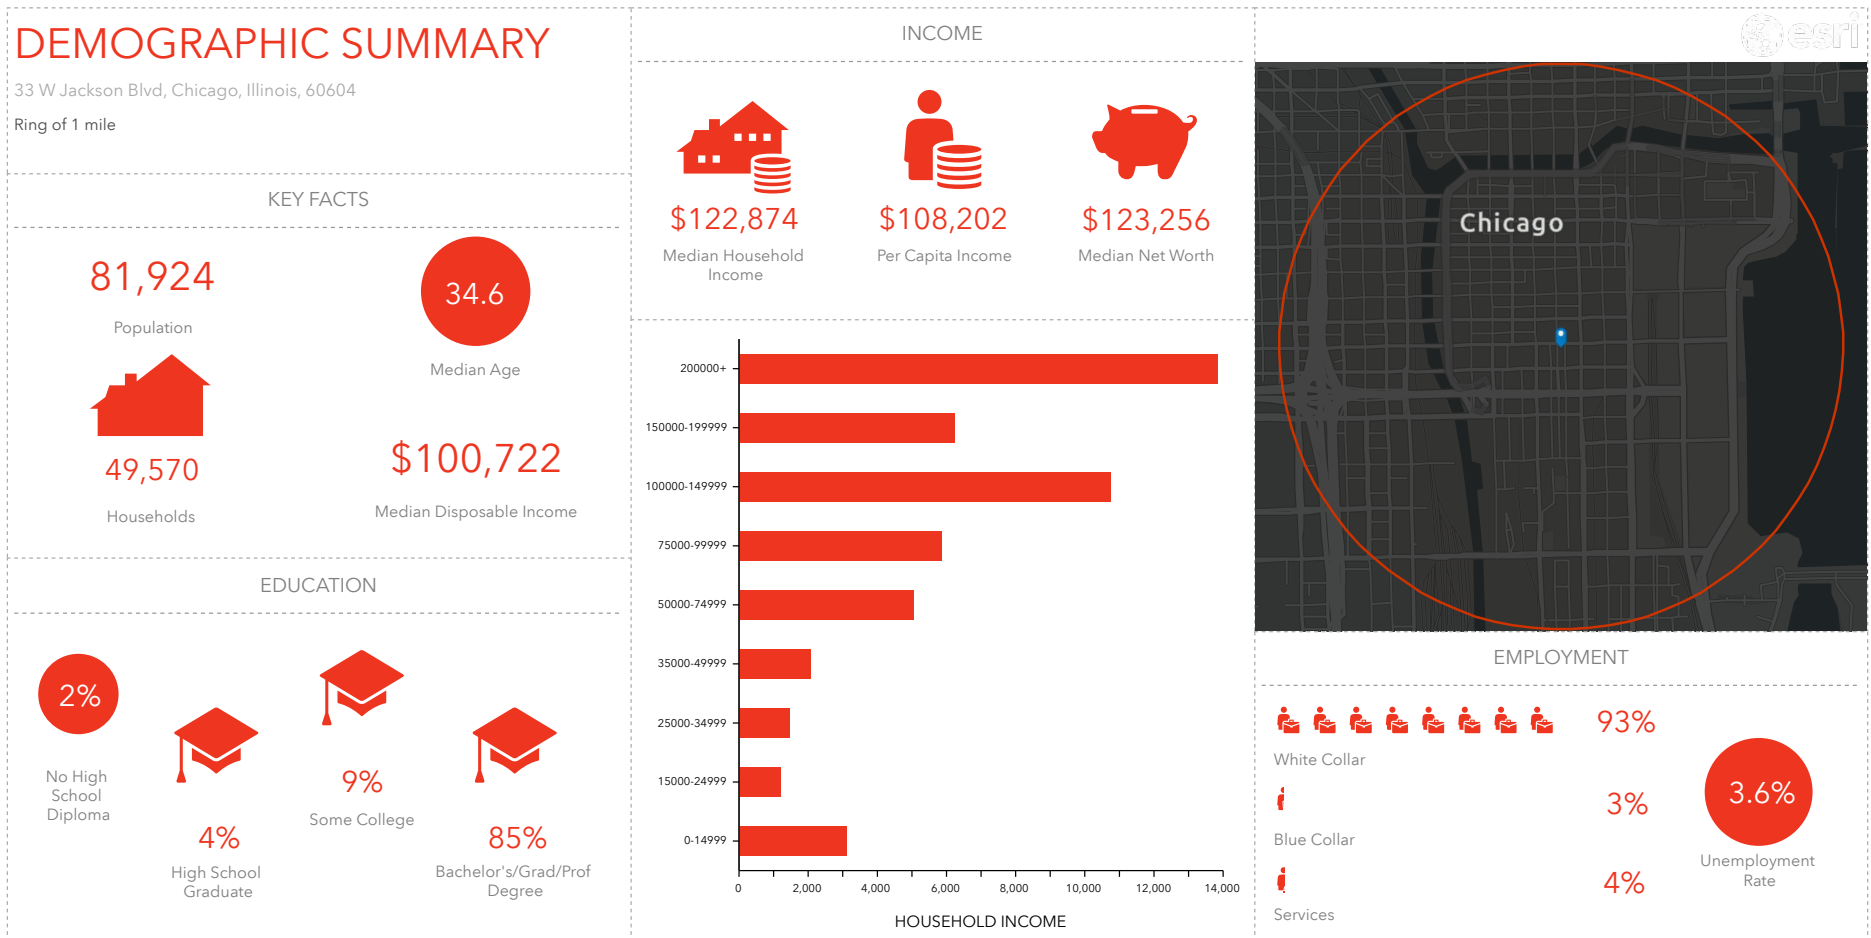 DEMOGRAPHIC SUMMARY
33 W Jackson Blvd, Chicago, Illinois, 60604
Ring of 1 mile
KEY FACTS
81,924
Population
34.6
Median Age
49,570
Households
$100,722
Median Disposable Income
EDUCATION
2%
No High
School
Diploma
4%
High School
Graduate
9%
Some College
85%
Bachelor's/Grad/Prof
Degree
INCOME
$122,874
Median Household
Income
$108,202
Per Capita Income
$123,256
Median Net Worth
200000+
150000-199999
100000-149999
75000-99999
50000-74999
35000-49999
25000-34999
15000-24999
0-14999
0 2,000 4,000 6,000 8,000 10,000 12,000 14,000
HOUSEHOLD INCOME
esri
Chicago
EMPLOYMENT
93%
White Collar
3%
Blue Collar
4%
Services
3.6%
Unemployment
Rate